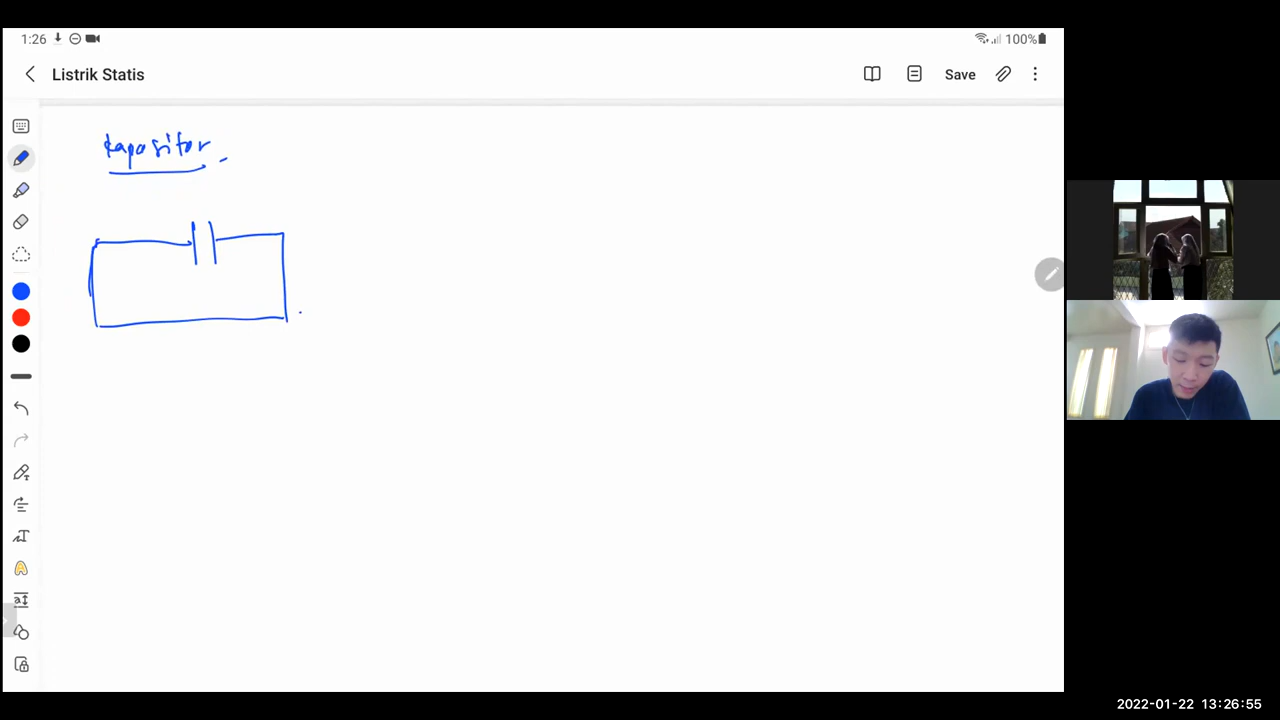 1:26
100%
Listrik Statis
Save
kapasitor
2022-01-22 13:26:55